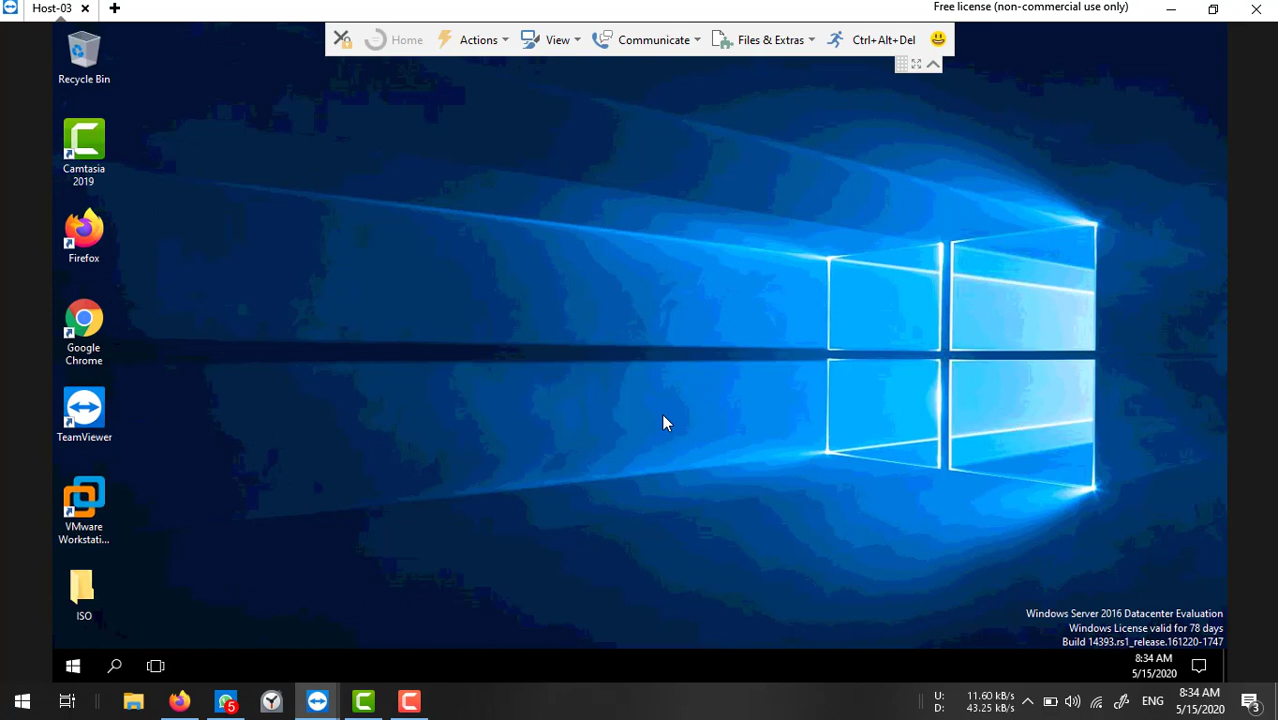 Host-03
Free license (non-commercial use only)
Home
Actions
View
Communicate
Files & Extras
Ctrl+Alt+Del
Recycle Bin
Camtasia
2019
Firefox
Google
Chrome
TeamViewer
VMware
Workstati...
ISO
Windows Server 2016 Datacenter Evaluation
Windows License valid for 78 days
Build 14393.rs1_release.161220-1747
8:34 AM
5/15/2020
5
U: 11.60 kB/s
D: 43.25 kB/s
ENG
8:34 AM
5/15/2020
3